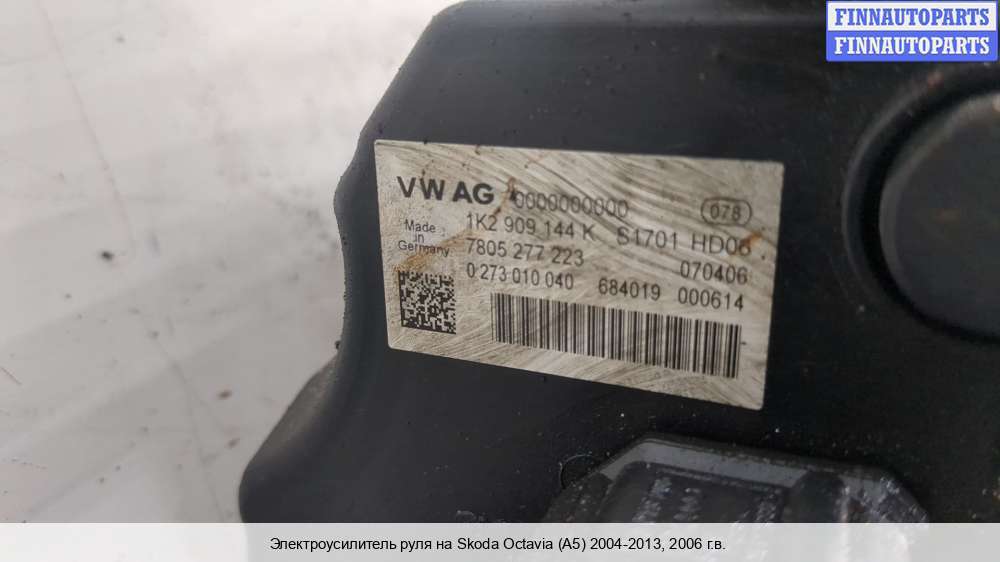 FINNAUTOPARTS
FINNAUTOPARTS
VW AG 0000000000 078
Made in Germany
1K2 909 144 K S1701 HD06
7805 277 223 070406
0 273 010 040 684019 000614
Электроусилитель руля на Skoda Octavia (A5) 2004-2013, 2006 г.в.